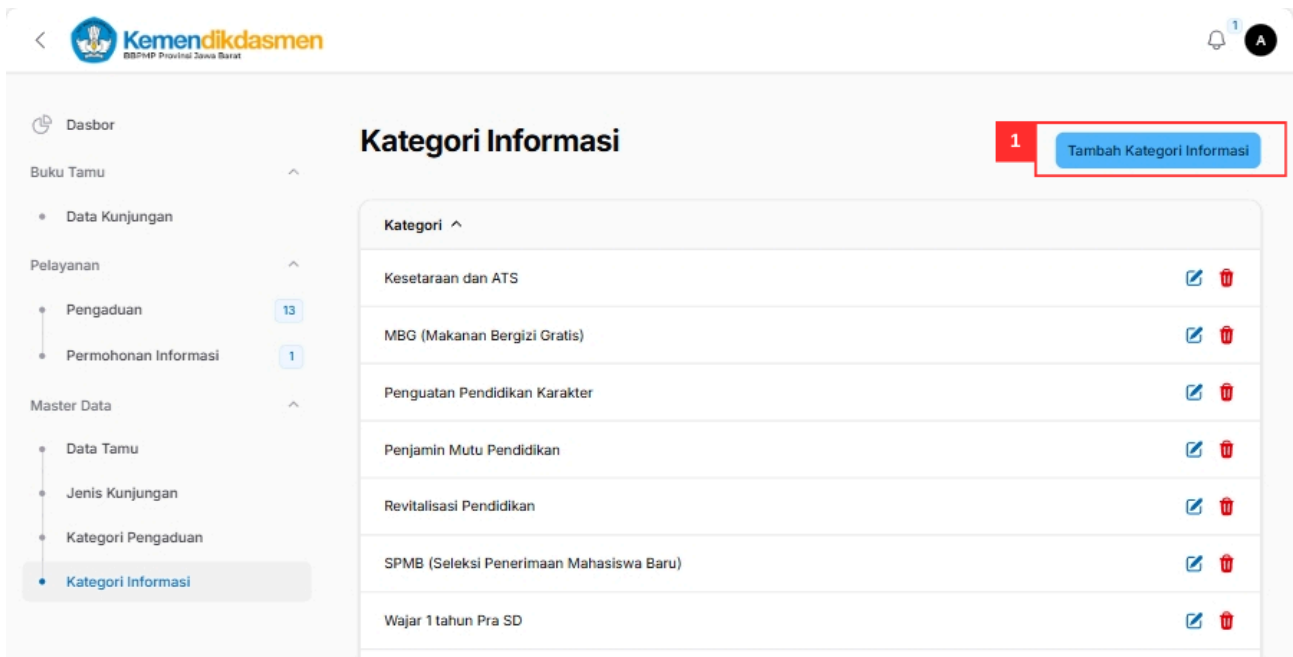 Kemendikdasmen
BBPMP Provinsi Jawa Barat
1
A
Dasbor
Buku Tamu
Data Kunjungan
Pelayanan
Pengaduan 13
Permohonan Informasi 1
Master Data
Data Tamu
Jenis Kunjungan
Kategori Pengaduan
Kategori Informasi
Kategori Informasi
1
Tambah Kategori Informasi
Kategori
Kesetaraan dan ATS
MBG (Makanan Bergizi Gratis)
Penguatan Pendidikan Karakter
Penjamin Mutu Pendidikan
Revitalisasi Pendidikan
SPMB (Seleksi Penerimaan Mahasiswa Baru)
Wajar 1 tahun Pra SD